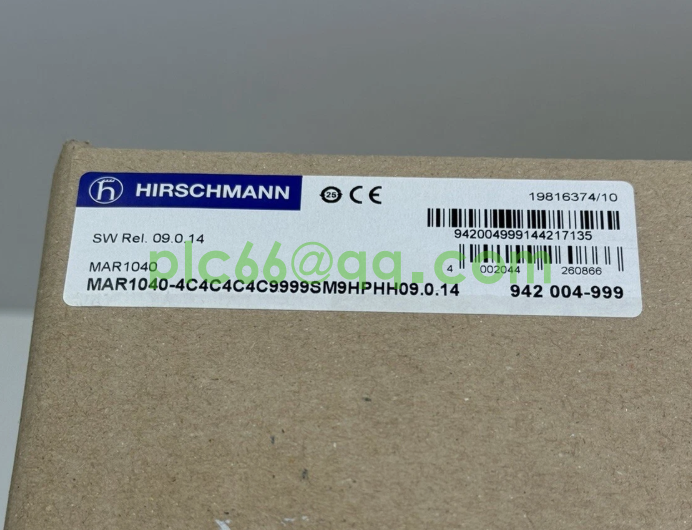 HIRSCHMANN
25
CE
19816374/10
942004999144217135
SW Rel. 09.0.14
4 002044 260866
MAR1040
plc66@qq.com
MAR1040-4C4C4C4C9999SM9HPHH09.0.14
942 004-999